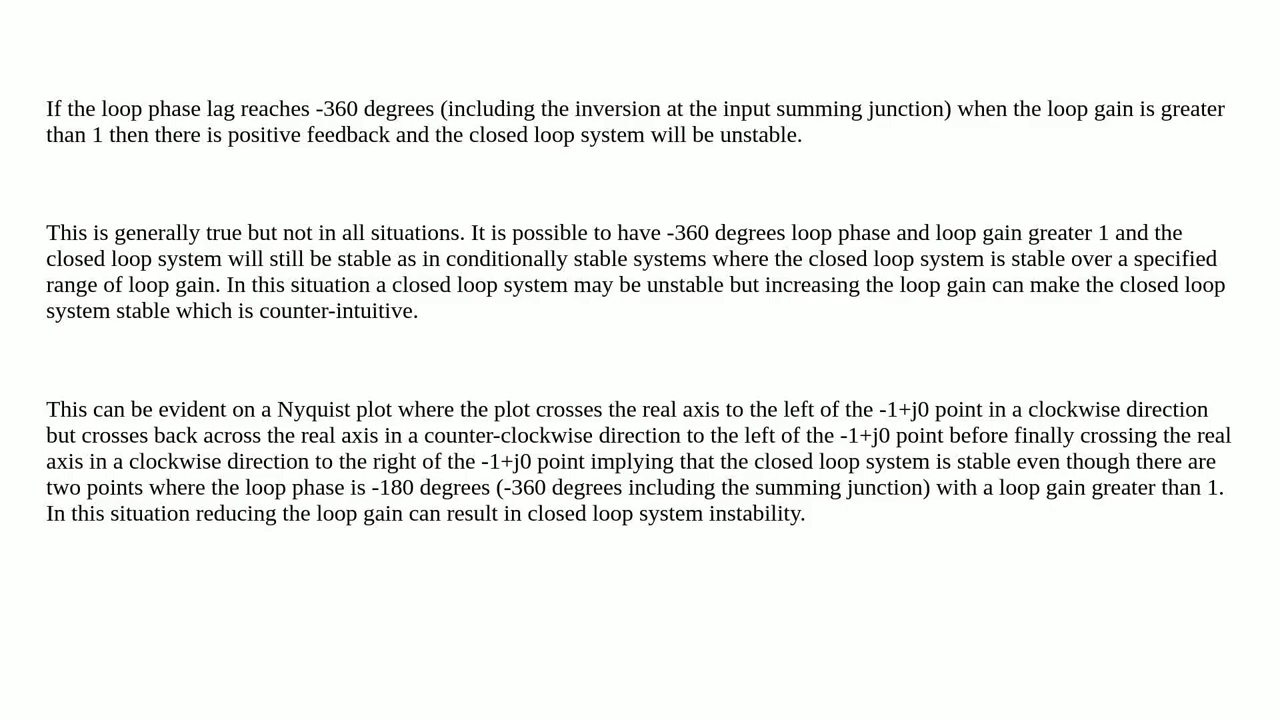 If the loop phase lag reaches -360 degrees (including the inversion at the input summing junction) when the loop gain is greater
than 1 then there is positive feedback and the closed loop system will be unstable.
This is generally true but not in all situations. It is possible to have -360 degrees loop phase and loop gain greater 1 and the
closed loop system will still be stable as in conditionally stable systems where the closed loop system is stable over a specified
range of loop gain. In this situation a closed loop system may be unstable but increasing the loop gain can make the closed loop
system stable which is counter-intuitive.
This can be evident on a Nyquist plot where the plot crosses the real axis to the left of the -1+j0 point in a clockwise direction
but crosses back across the real axis in a counter-clockwise direction to the left of the -1+j0 point before finally crossing the real
axis in a clockwise direction to the right of the -1+j0 point implying that the closed loop system is stable even though there are
two points where the loop phase is -180 degrees (-360 degrees including the summing junction) with a loop gain greater than 1.
In this situation reducing the loop gain can result in closed loop system instability.